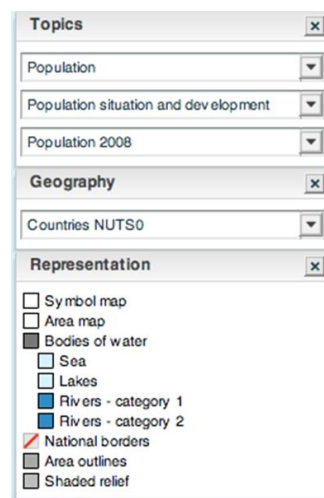 Topics
Population
Population situation and development
Population 2008
Geography
Countries NUTS0
Representation
Symbol map
Area map
Bodies of water
Sea
Lakes
Rivers - category 1
Rivers - category 2
National borders
Area outlines
Shaded relief